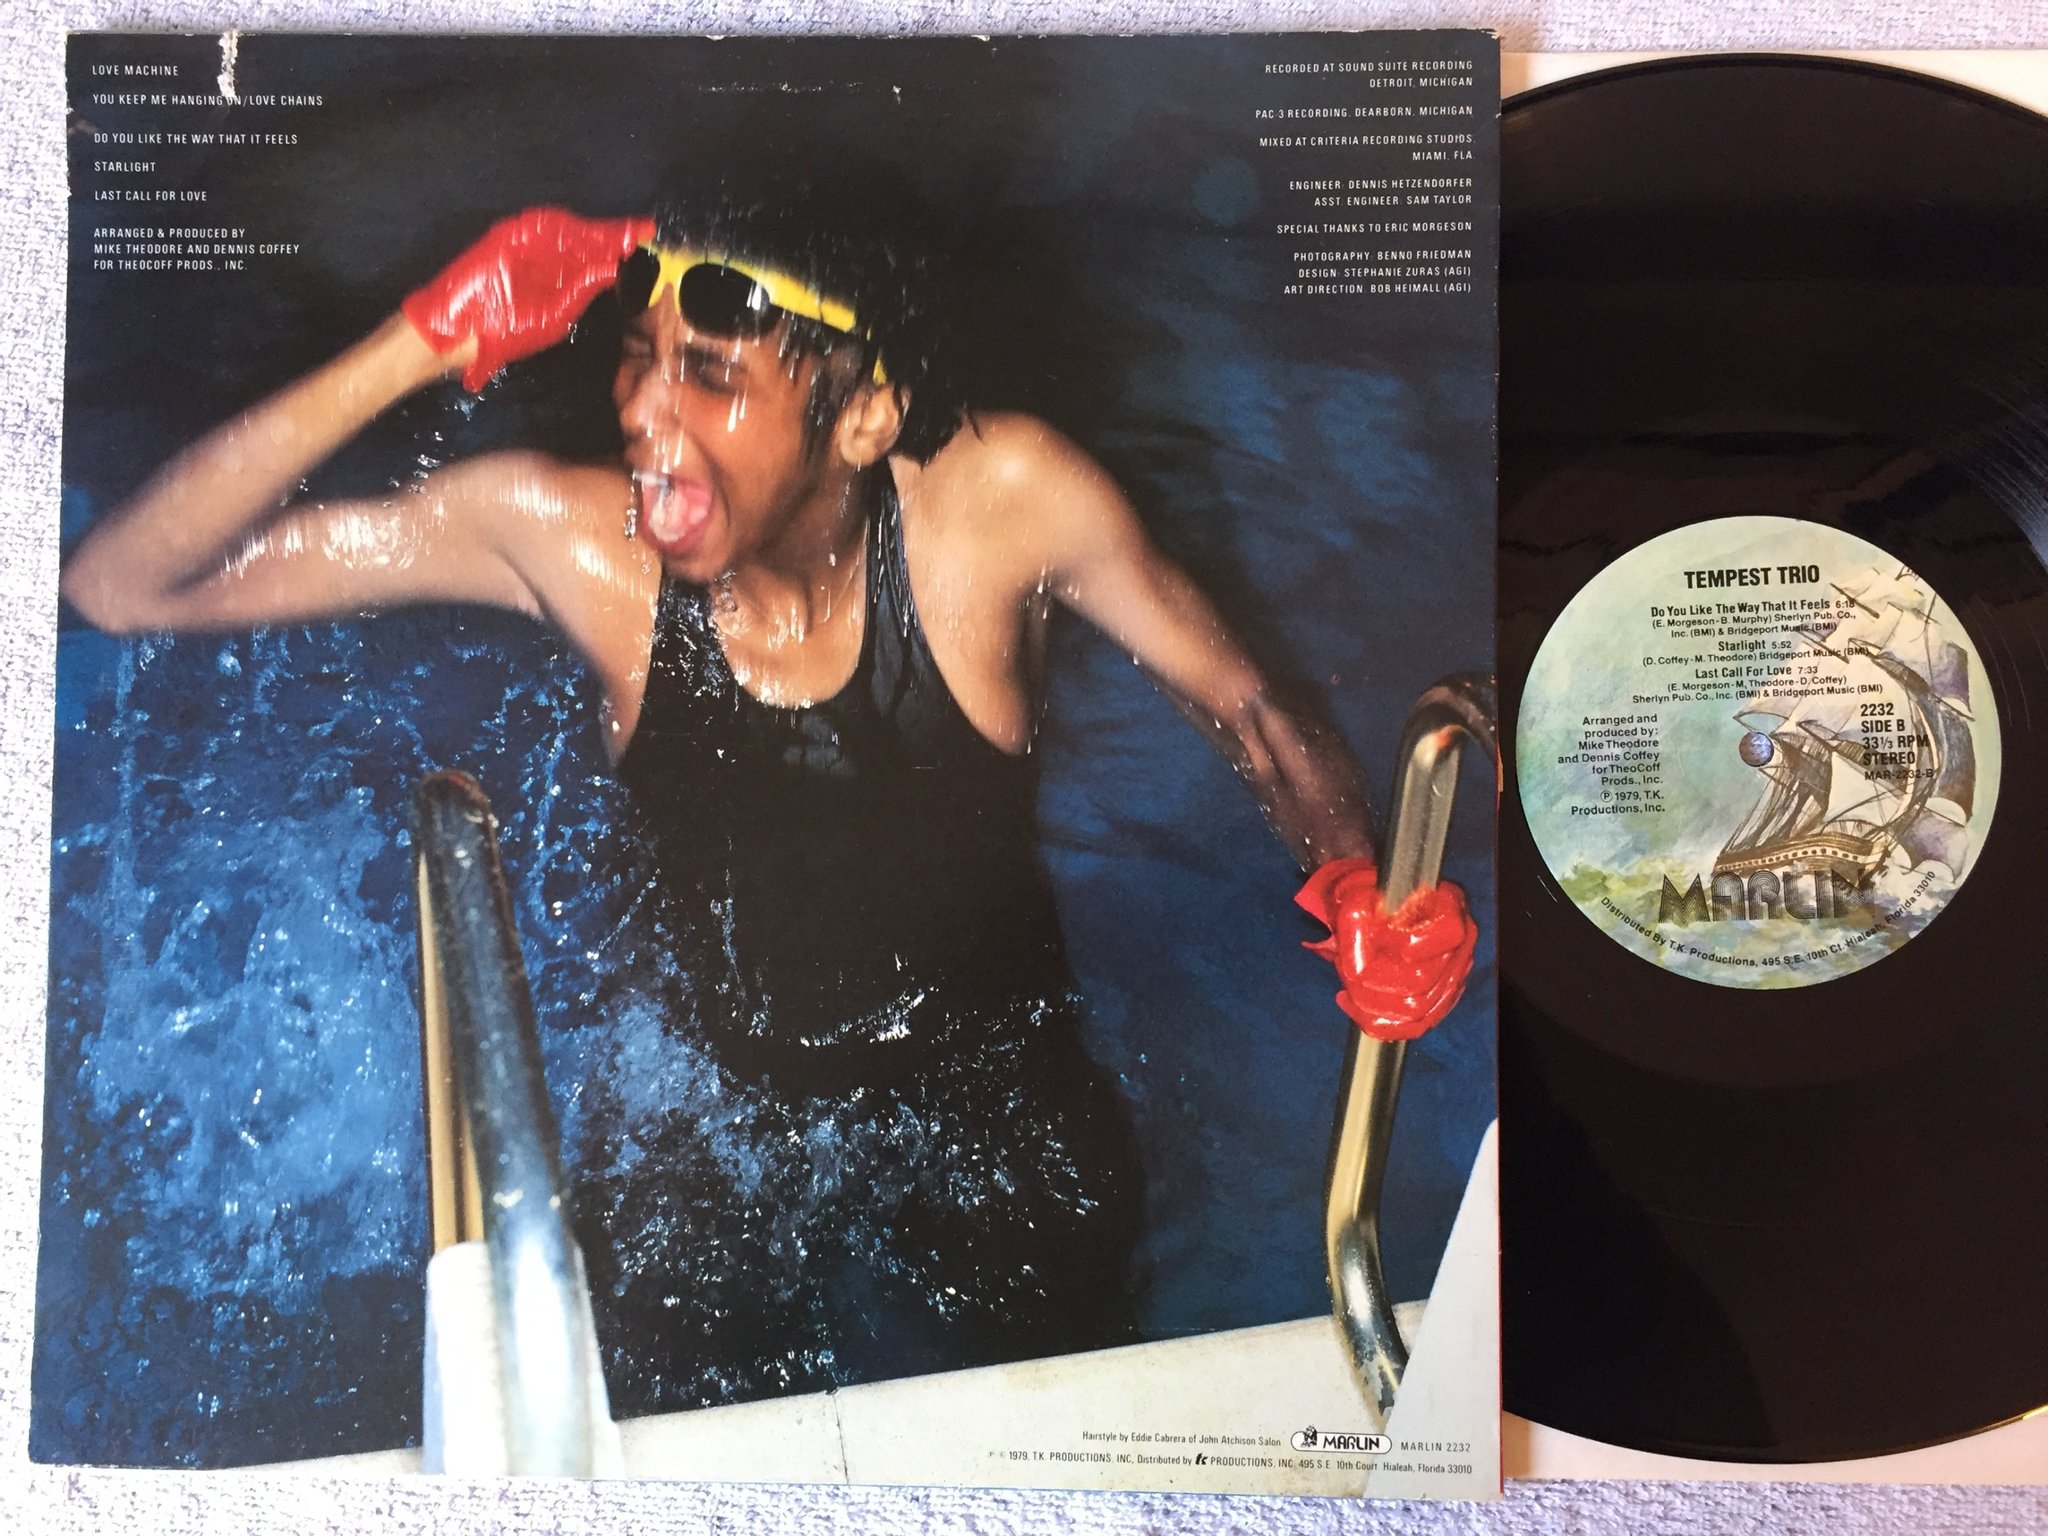 LOVE MACHINE
YOU KEEP ME HANGING ON/LOVE CHAINS
DO YOU LIKE THE WAY THAT IT FEELS
STARLIGHT
LAST CALL FOR LOVE
ARRANGED & PRODUCED BY
MIKE THEODORE AND DENNIS COFFEY
FOR THEOCOFF PRODS., INC.
RECORDED AT SOUND SUITE RECORDING
DETROIT, MICHIGAN
PAC-3 RECORDING, DEARBORN, MICHIGAN
MIXED AT CRITERIA RECORDING STUDIOS,
MIAMI, FLA.
ENGINEER: DENNIS HETZENDORFER
ASST. ENGINEER: SAM TAYLOR
SPECIAL THANKS TO ERIC MORGESON
PHOTOGRAPHY: BENNO FRIEDMAN
DESIGN: STEPHANIE ZURAS (AGI)
ART DIRECTION: BOB HEIMALL (AGI)
Hairstyle by Eddie Cabrera of John Atchison Salon. MARLIN MARLIN 2232
℗ © 1979, T.K. PRODUCTIONS, INC. Distributed by tk PRODUCTIONS, INC. 495 S.E. 10th Court Hialeah, Florida 33010
TEMPEST TRIO
Do You Like The Way That It Feels 6:18
(E. Morgeson-B. Murphy) Sherlyn Pub. Co.,
Inc. (BMI) & Bridgeport Music (BMI)
Starlight 5:52
(D. Coffey-M. Theodore) Bridgeport Music (BMI)
Last Call For Love 7:33
(E. Morgeson-M. Theodore-D. Coffey)
Sherlyn Pub. Co., Inc. (BMI) & Bridgeport Music (BMI)
Arranged and
produced by:
Mike Theodore
and Dennis Coffey
for TheoCoff
Prods., Inc.
℗ 1979, T.K.
Productions, Inc.
2232
SIDE B
33⅓ RPM
STEREO
MAR-2232-B
MARLIN
Distributed By T.K. Productions, 495 S.E. 10th Ct. Hialeah, Florida 33010